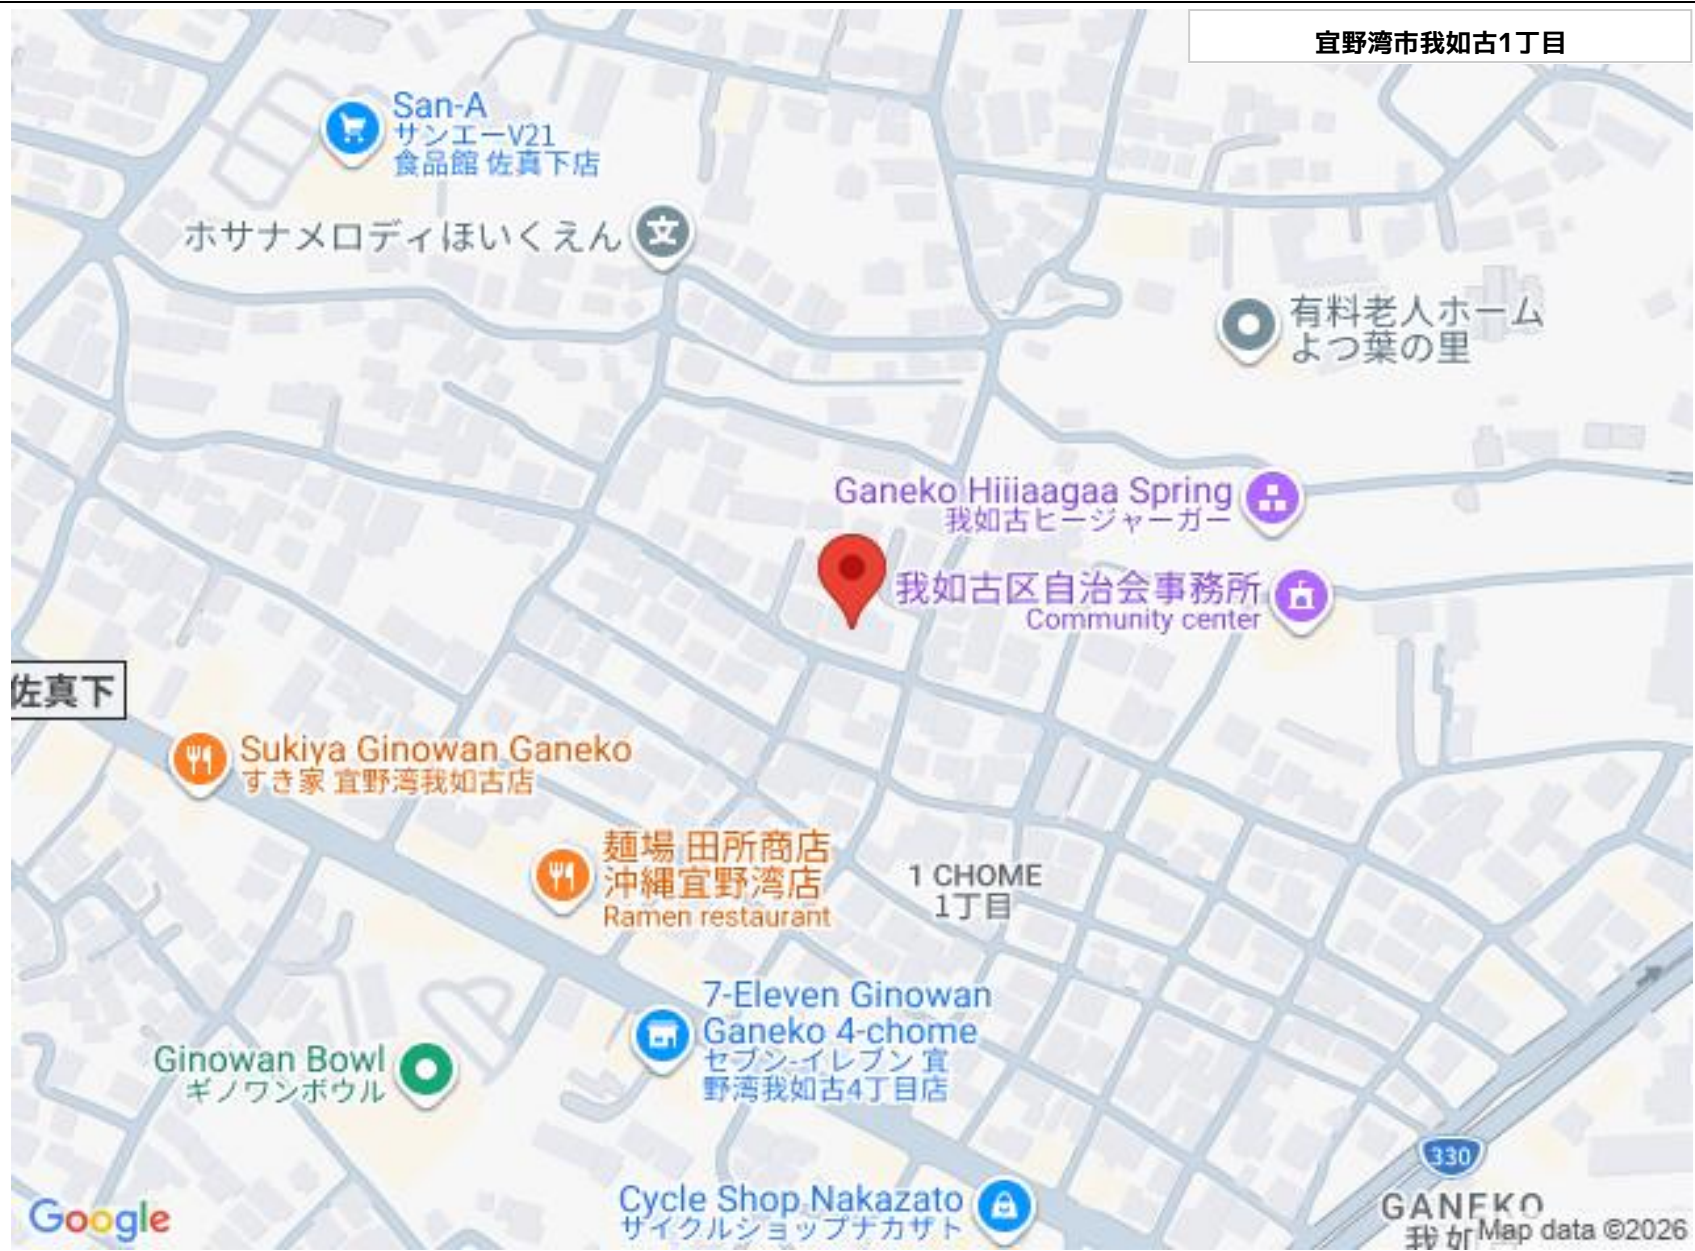 宜野湾市我如古1丁目
San-A
サンエーV21
食品館 佐真下店
ホサナメロディほいくえん
有料老人ホーム
よつ葉の里
Ganeko Hiiiaagaa Spring
我如古ヒージャーガー
我如古区自治会事務所
Community center
佐真下
Sukiya Ginowan Ganeko
すき家 宜野湾我如古店
麺場 田所商店
沖縄宜野湾店
Ramen restaurant
1 CHOME
1丁目
7-Eleven Ginowan
Ganeko 4-chome
セブン-イレブン 宜
野湾我如古4丁目店
Ginowan Bowl
ギノワンボウル
330
Cycle Shop Nakazato
サイクルショップナカザト
GANEKO
我如
Google
Map data ©2026